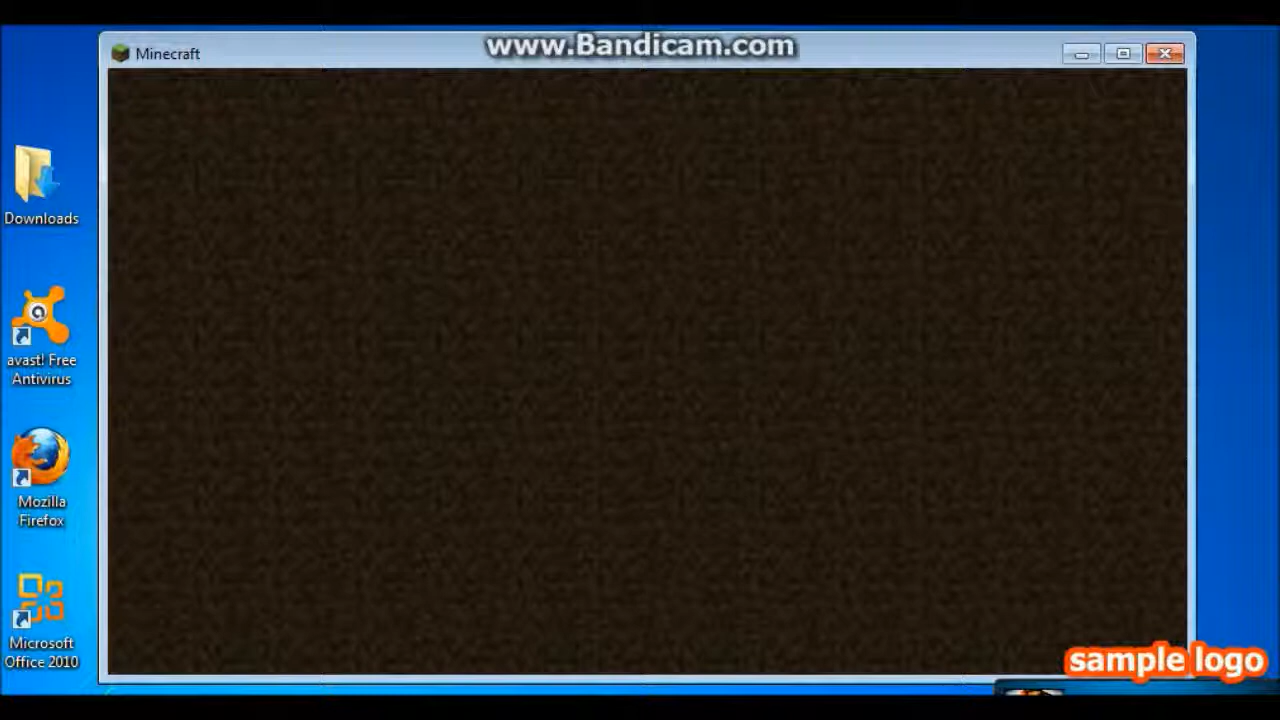 www.Bandicam.com
Minecraft
Downloads
avast! Free
Antivirus
Mozilla
Firefox
Microsoft
Office 2010
sample logo